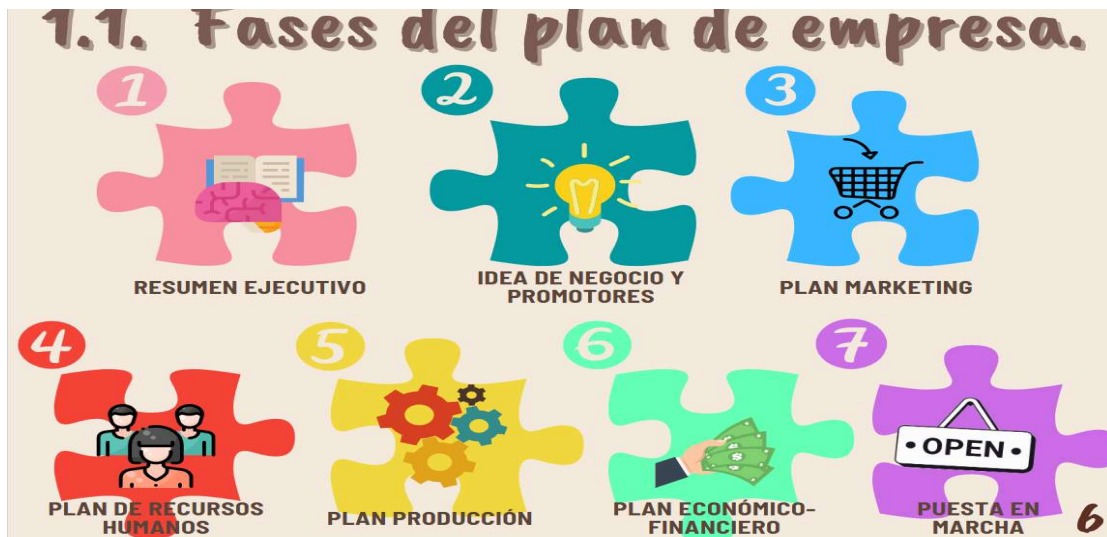 1.1. Fases del plan de empresa.
1
2
3
RESUMEN EJECUTIVO
IDEA DE NEGOCIO Y
PROMOTORES
PLAN MARKETING
4
5
6
7
OPEN
PLAN DE RECURSOS
HUMANOS
PLAN PRODUCCIÓN
PLAN ECONÓMICO-
FINANCIERO
PUESTA EN
MARCHA
6